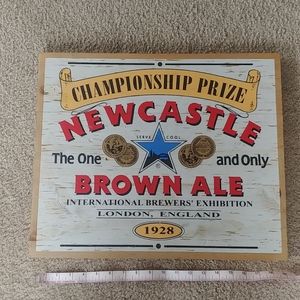 CHAMPIONSHIP PRIZE
NEWCASTLE
SERVE COOL
The One and Only
BROWN ALE
INTERNATIONAL BREWERS' EXHIBITION
LONDON, ENGLAND
1928